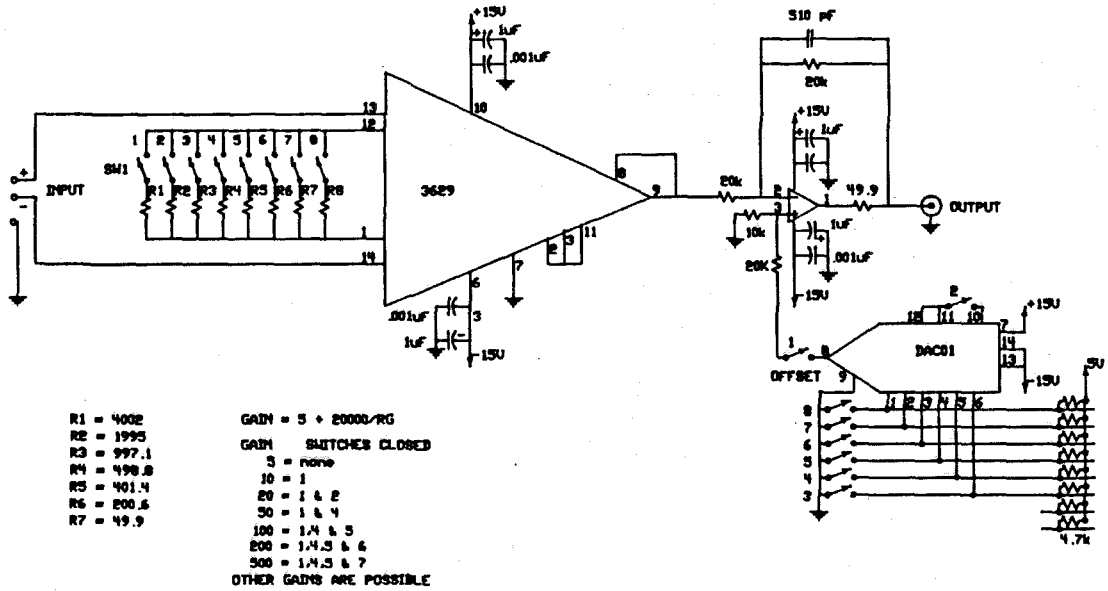 +15V
+ 1uF
.001uF
10
13
12
1 2 3 4 5 6 7 8
SW1
R1 R2 R3 R4 R5 R6 R7 R8
+
INPUT
-
1
14
3629
8
9
11
3
2
7
6
3
.001uF
1uF
-
-15V
510 pF
20k
+15V
+ 1uF
20k
2
3
10k
20K
1
49.9
OUTPUT
1uF
+
.001uF
-15V
2
12 11 10
7
+15V
14
13
-15V
DAC01
1
8
OFFSET
9
1 2 3 4 5 6
5V
8
7
6
5
4
3
4.7k
R1 = 4002
R2 = 1995
R3 = 997.1
R4 = 498.8
R5 = 401.4
R6 = 200.6
R7 = 49.9
GAIN = 5 + 20000/RG
GAIN SWITCHES CLOSED
5 = none
10 = 1
20 = 1 & 2
50 = 1 & 4
100 = 1,4 & 5
200 = 1,4,5 & 6
500 = 1,4,5 & 7
OTHER GAINS ARE POSSIBLE